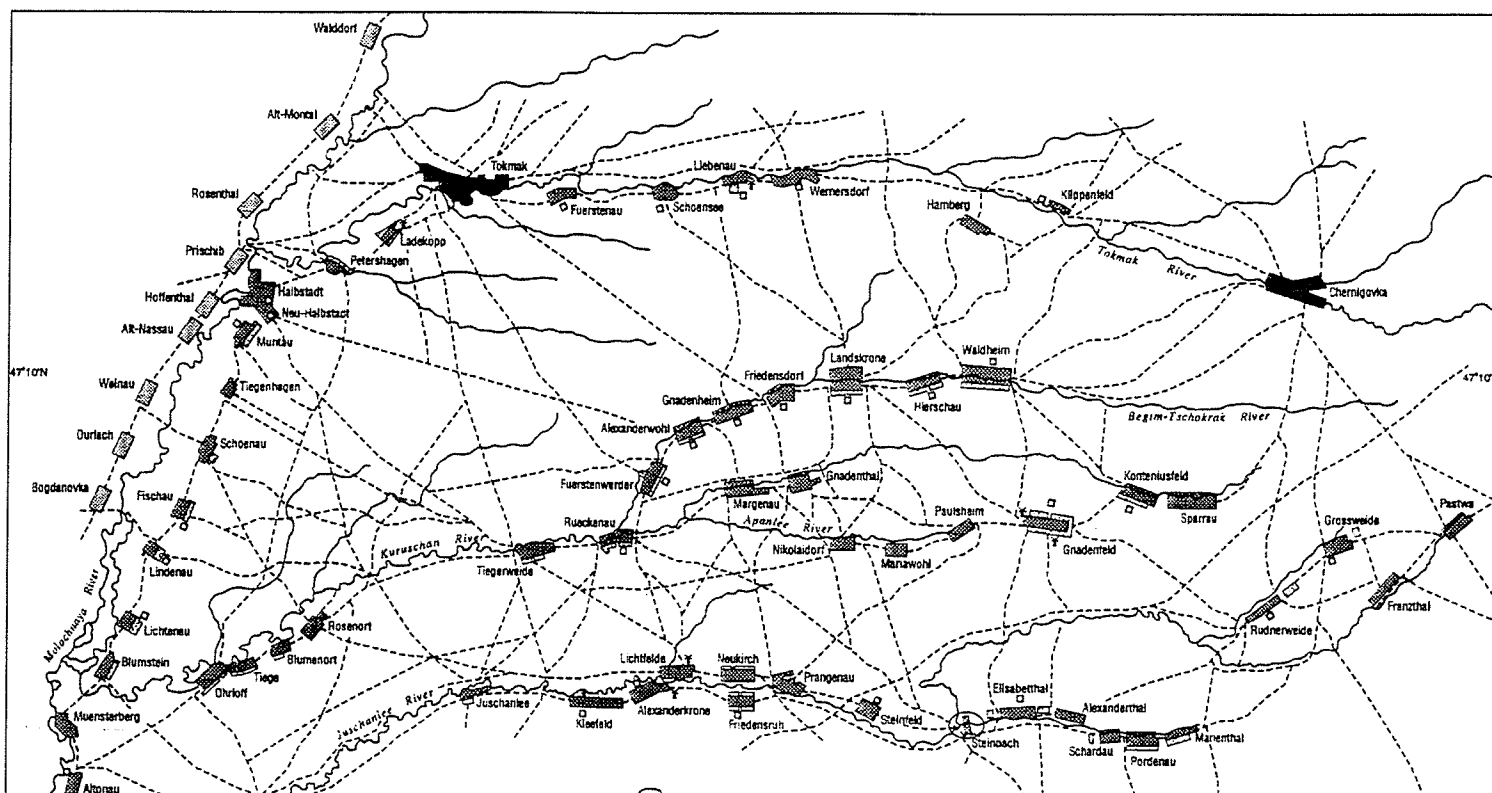 Walddorf
Alt-Montal
Tokmak
Liebenau
Wernersdorf
Rosenthal
Fuerstenau
Schoensee
Hamberg
Klippenfeld
Ladekopp
Prischib
Petershagen
Tokmak River
Halbstadt
Chernigovka
Hoffenthal
Neu-Halbstadt
Alt-Nassau
Muntau
Landskrone
Waldheim
47°10'N
47°10'
Friedensdorf
Weinau
Tiegenhagen
Gnadenheim
Hierschau
Begim-Tschokrak River
Alexanderwohl
Durlach
Schoenau
Bogdanovka
Fischau
Fuerstenwerder
Margenau
Gnadenthal
Konteniusfeld
Sparrau
Pastwa
Rueckenau
Apanlee River
Paulsheim
Grossweide
Kuruschan River
Lindenau
Tiegerweide
Nikolaidorf
Mariawohl
Gnadenfeld
Franzthal
Molochnaya River
Lichtenau
Rosenort
Rudnerweide
Blumstein
Blumenort
Lichtfelde
Neukirch
Tiege
Prangenau
Ohrloff
Juschanlee River
Juschanlee
Elisabetthal
Alexanderthal
Muensterberg
Kleefeld
Alexanderkrone
Friedensruh
Steinfeld
Steinbach
Schardau
Pordenau
Marienthal
Altonau